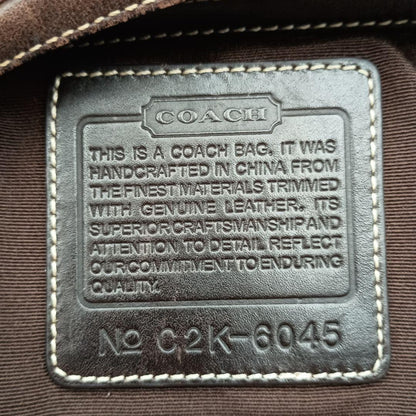 COACH
THIS IS A COACH BAG. IT WAS
HANDCRAFTED IN CHINA FROM
THE FINEST MATERIALS TRIMMED
WITH GENUINE LEATHER. ITS
SUPERIOR CRAFTSMANSHIP AND
ATTENTION TO DETAIL REFLECT
OUR COMMITMENT TO ENDURING
QUALITY.
No C2K-6045